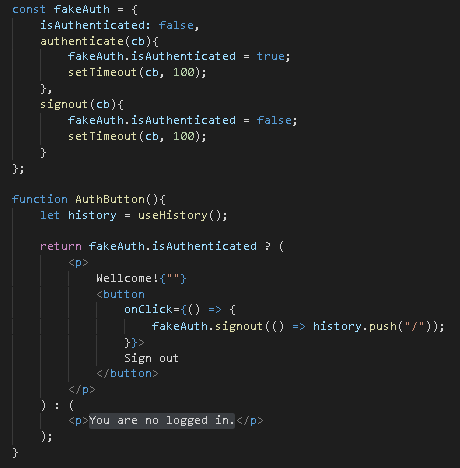 const fakeAuth = {
    isAuthenticated: false,
    authenticate(cb){
        fakeAuth.isAuthenticated = true;
        setTimeout(cb, 100);
    },
    signout(cb){
        fakeAuth.isAuthenticated = false;
        setTimeout(cb, 100);
    }
};
function AuthButton(){
    let history = useHistory();
    return fakeAuth.isAuthenticated ? (
        <p>
            Wellcome!{""}
            <button
                onClick={() => {
                    fakeAuth.signout(() => history.push("/"));
                }}>
                Sign out
            </button>
        </p>
    ) : (
        <p>You are no logged in.</p>
    );
}